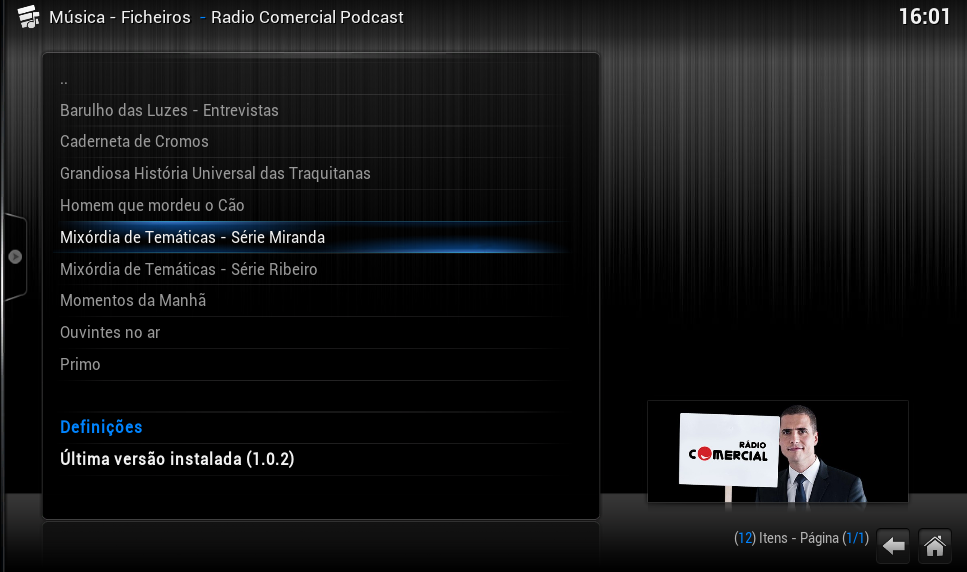 Música - Ficheiros - Radio Comercial Podcast
16:01
..
Barulho das Luzes - Entrevistas
Caderneta de Cromos
Grandiosa História Universal das Traquitanas
Homem que mordeu o Cão
Mixórdia de Temáticas - Série Miranda
Mixórdia de Temáticas - Série Ribeiro
Momentos da Manhã
Ouvintes no ar
Primo
Definições
Última versão instalada (1.0.2)
RÁDIO
COMERCIAL
(12) Itens - Página (1/1)